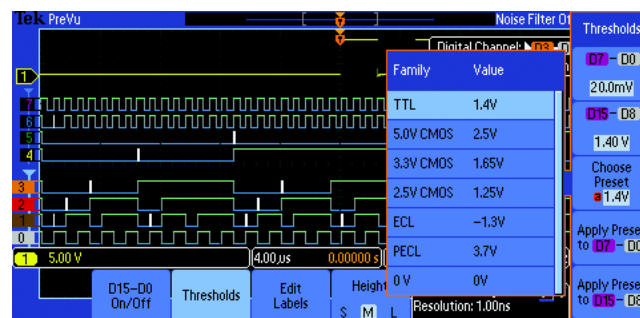 Tek PreVu
Noise Filter Of
Thresholds
Digital Channel:
D7 - D0
20.0mV
D15 - D8
1.40 V
Choose
Preset
a 1.4V
Apply Prese
to D7 - D0
Apply Prese
to D15 - D8
Family Value
TTL 1.4V
5.0V CMOS 2.5V
3.3V CMOS 1.65V
2.5V CMOS 1.25V
ECL -1.3V
PECL 3.7V
0 V 0V
1
7
6
5
4
3
2
1
0
1 5.00 V
4.00µs
0.00000 s
D15-D0
On/Off
Thresholds
Edit
Labels
Height
S M L
Resolution: 1.00ns